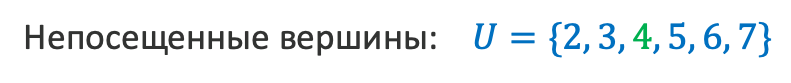 Непосещенные вершины: U = {2, 3, 4, 5, 6, 7}